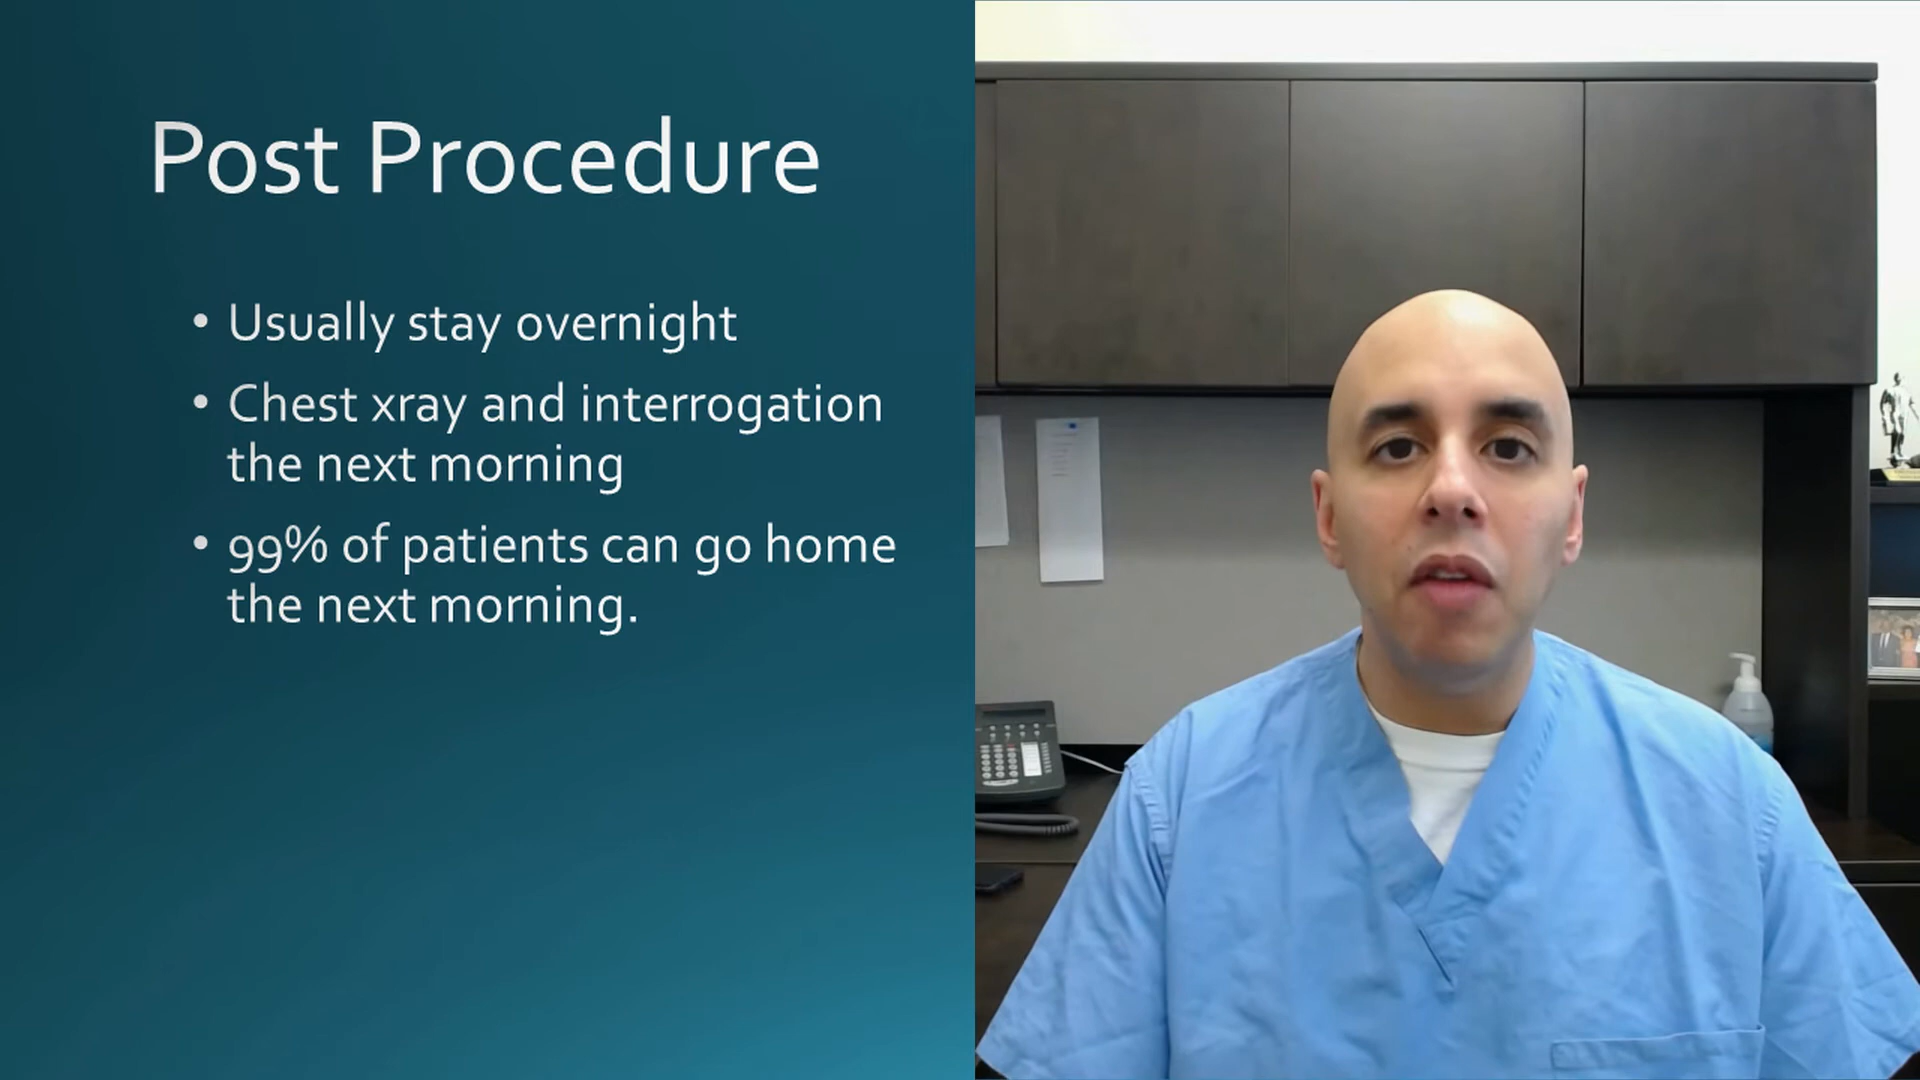 Post Procedure
• Usually stay overnight
• Chest xray and interrogation
the next morning
• 99% of patients can go home
the next morning.